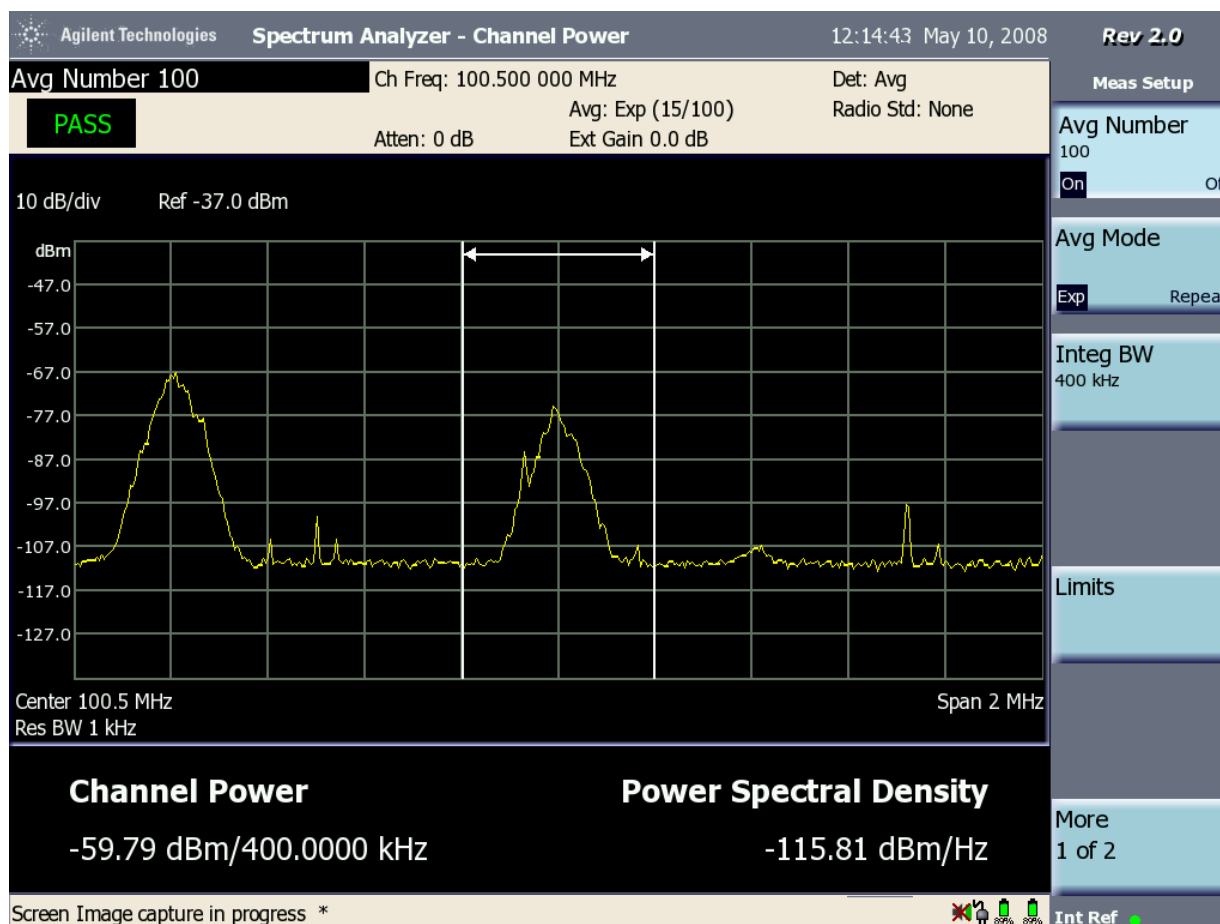 Agilent Technologies Spectrum Analyzer - Channel Power 12:14:43 May 10, 2008 Rev 2.0
Avg Number 100 Ch Freq: 100.500 000 MHz Det: Avg
PASS Avg: Exp (15/100) Radio Std: None
Atten: 0 dB Ext Gain 0.0 dB
10 dB/div Ref -37.0 dBm
dBm
-47.0
-57.0
-67.0
-77.0
-87.0
-97.0
-107.0
-117.0
-127.0
Center 100.5 MHz Span 2 MHz
Res BW 1 kHz
Channel Power Power Spectral Density
-59.79 dBm/400.0000 kHz -115.81 dBm/Hz
Screen Image capture in progress *
89% 89%
Meas Setup
Avg Number
100
On
Avg Mode
Exp Repea
Integ BW
400 kHz
Limits
More
1 of 2
Int Ref